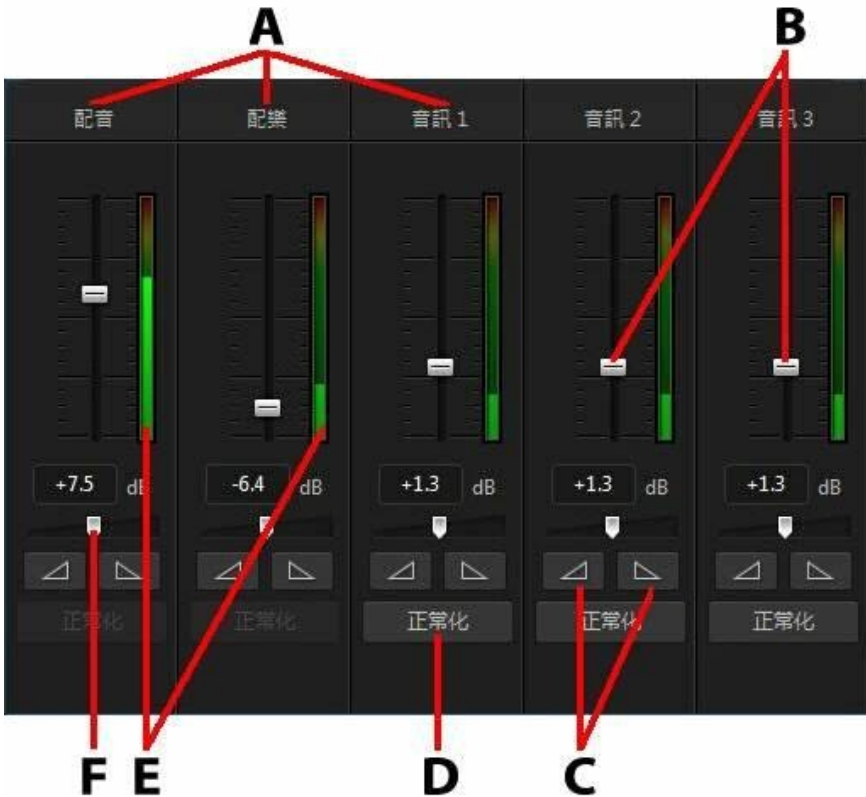 A
B
配音 配樂 音訊 1 音訊 2 音訊 3
+7.5 dB -6.4 dB +1.3 dB +1.3 dB +1.3 dB
正常化 正常化 正常化 正常化 正常化
F E D C